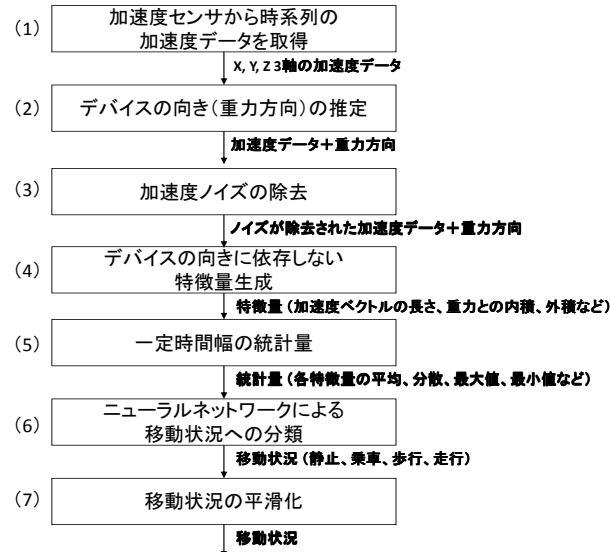 (1)
加速度センサから時系列の
加速度データを取得
X, Y, Z 3軸の加速度データ
(2)
デバイスの向き（重力方向）の推定
加速度データ＋重力方向
(3)
加速度ノイズの除去
ノイズが除去された加速度データ＋重力方向
(4)
デバイスの向きに依存しない
特徴量生成
特徴量（加速度ベクトルの長さ、重力との内積、外積など）
(5)
一定時間幅の統計量
統計量（各特徴量の平均、分散、最大値、最小値など）
(6)
ニューラルネットワークによる
移動状況への分類
移動状況（静止、乗車、歩行、走行）
(7)
移動状況の平滑化
移動状況